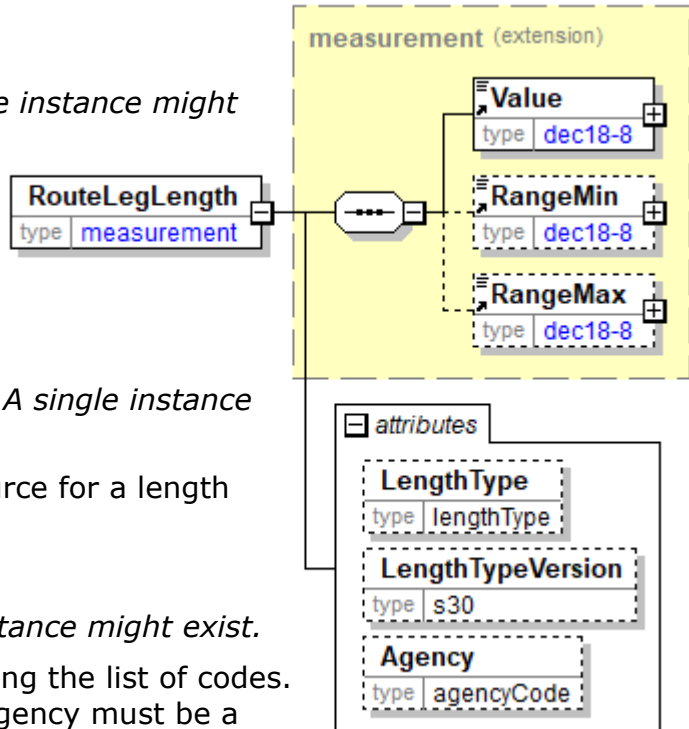 measurement (extension)
e instance might
Value
type dec18-8
RouteLegLength
type measurement
RangeMin
type dec18-8
RangeMax
type dec18-8
A single instance
attributes
rce for a length
LengthType
type lengthType
LengthTypeVersion
type s30
tance might exist.
ng the list of codes.
Agency
type agencyCode
gency must be a